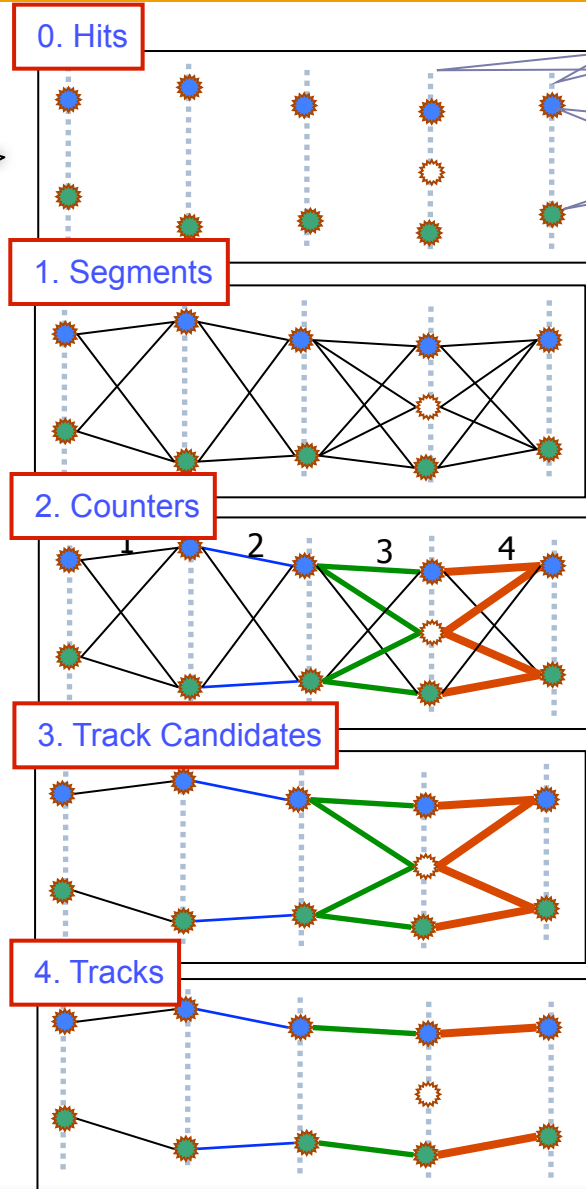 0. Hits
1. Segments
2. Counters
1 2 3 4
3. Track Candidates
4. Tracks